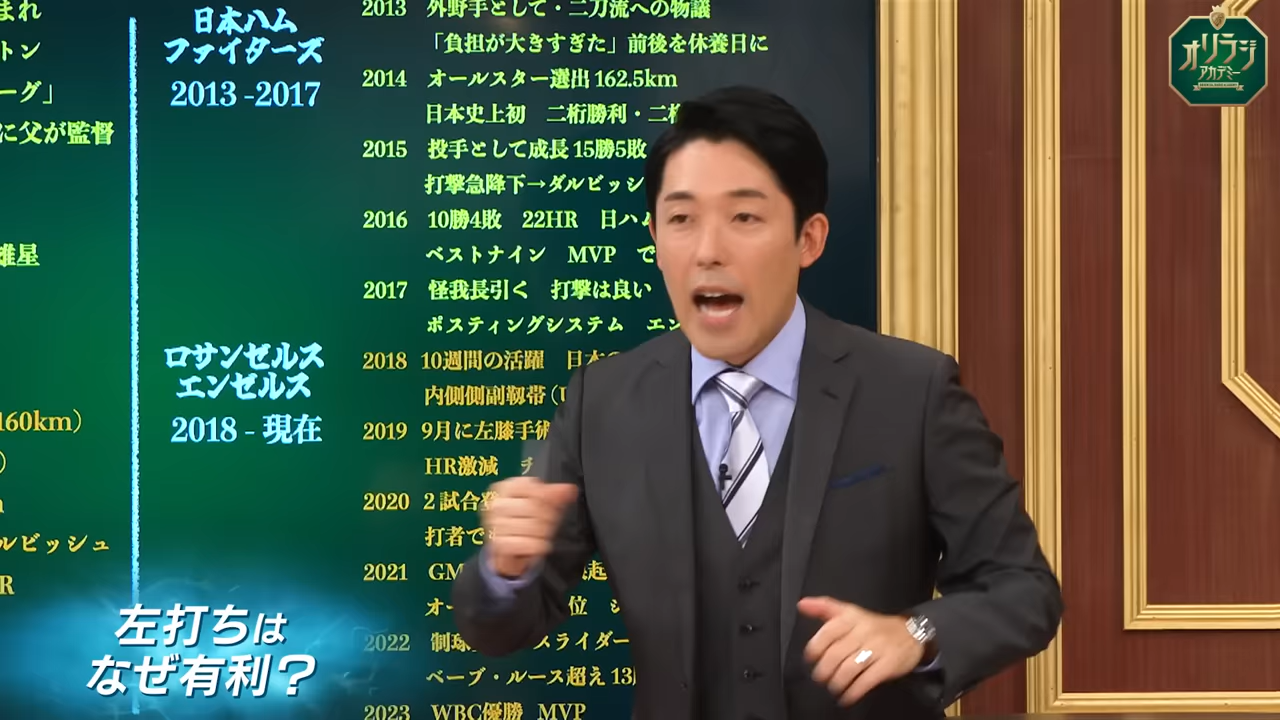 まれ
トン
ーグ」
に父が監督
雄星
160km）
）
ルビッシュ
R
日本ハム
ファイターズ
2013 -2017
ロサンゼルス
エンゼルス
2018 - 現在
2013 外野手として・二刀流への物議
「負担が大きすぎた」前後を休養日に
2014 オールスター選出 162.5km
日本史上初 二桁勝利・二
2015 投手として成長 15勝5敗
打撃急降下→ダルビッシ
2016 10勝4敗 22HR 日ハム
ベストナイン MVP で
2017 怪我長引く 打撃は良い
ポスティングシステム エン
2018 10週間の活躍 日本
内側側副靱帯（U
2019 9月に左膝手術
HR激減
2020 2試合登
打者で
2021 GM 起
オー 位 シ
2022 制球 スライダー
ベーブ・ルース超え 13
2023 WBC優勝 MVP
左打ちは
なぜ有利？
オリラジ
アカデミー